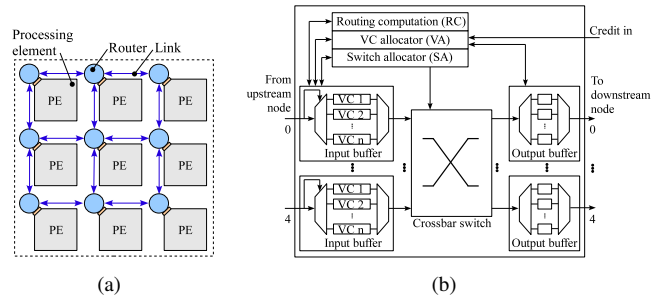 Processing
element
Router
Link
PE
PE
PE
PE
PE
PE
PE
PE
PE
(a)
Routing computation (RC)
VC allocator (VA)
Switch allocator (SA)
Credit in
From
upstream
node
To
downstream
node
0
VC 1
VC 2
VC n
Input buffer
Output buffer
0
4
VC 1
VC 2
VC n
Input buffer
Crossbar switch
Output buffer
4
(b)